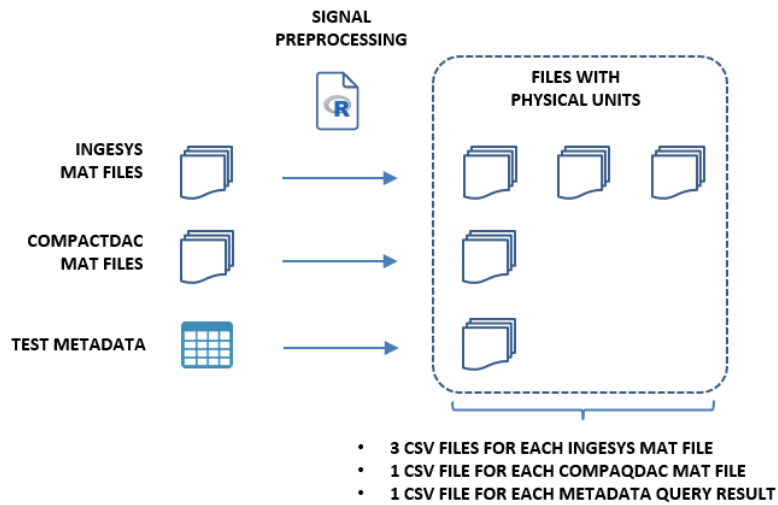 SIGNAL
PREPROCESSING
R
FILES WITH
PHYSICAL UNITS
INGESYS
MAT FILES
COMPACTDAC
MAT FILES
TEST METADATA
• 3 CSV FILES FOR EACH INGESYS MAT FILE
• 1 CSV FILE FOR EACH COMPAQDAC MAT FILE
• 1 CSV FILE FOR EACH METADATA QUERY RESULT